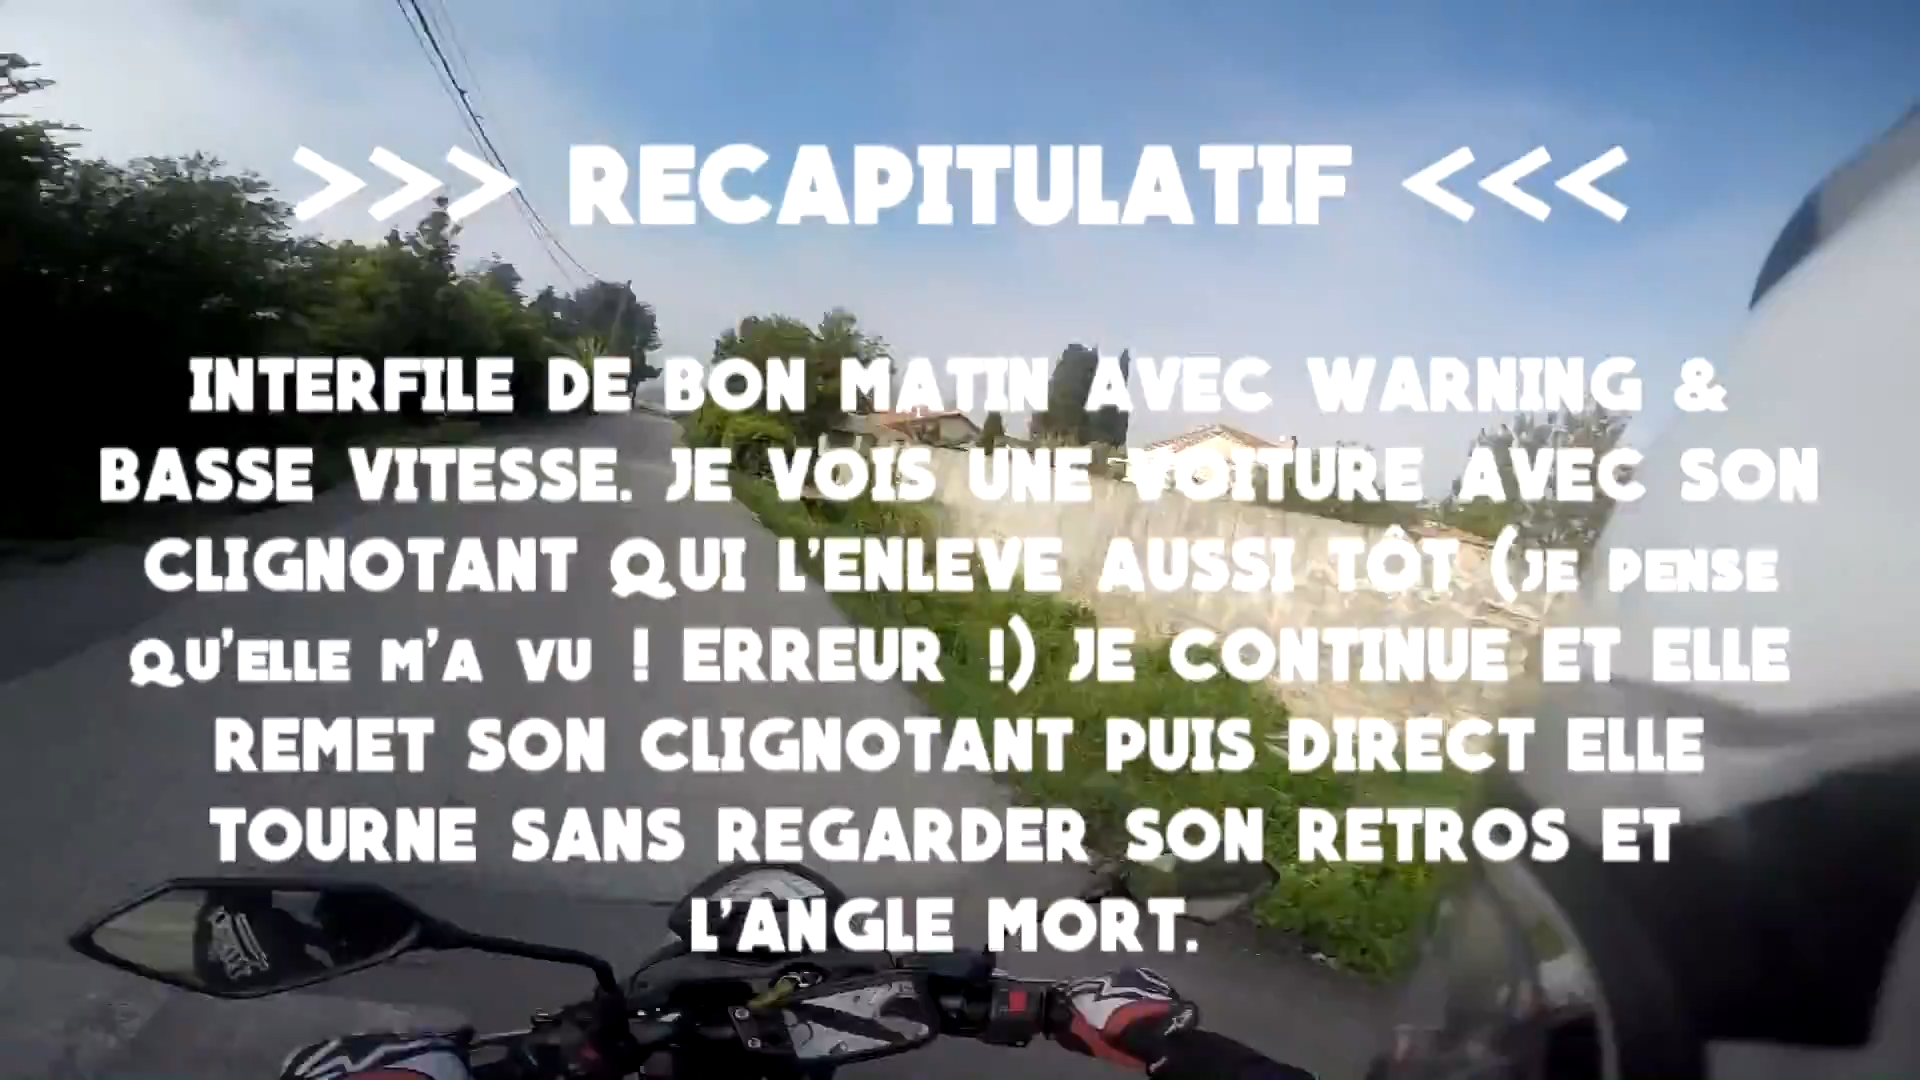 >>> RECAPITULATIF <<<
INTERFILE DE BON MATIN AVEC WARNING &
BASSE VITESSE. JE VOIS UNE VOITURE AVEC SON
CLIGNOTANT QUI L'ENLEVE AUSSI TÔT (JE PENSE
QU'ELLE M'A VU ! ERREUR !) JE CONTINUE ET ELLE
REMET SON CLIGNOTANT PUIS DIRECT ELLE
TOURNE SANS REGARDER SON RETROS ET
L'ANGLE MORT.